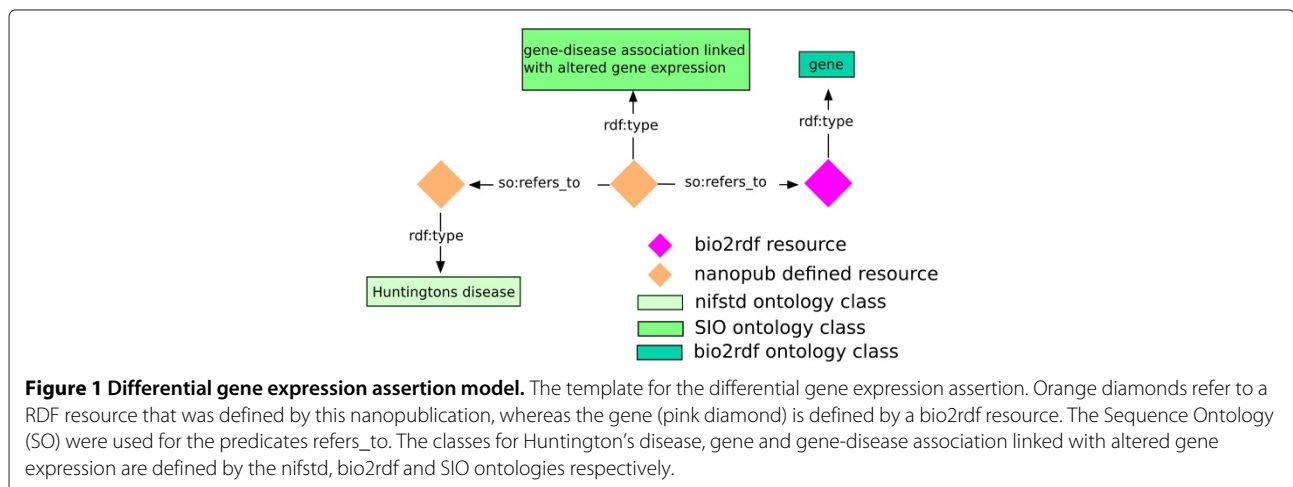 gene-disease association linked
with altered gene expression
gene
rdf:type
rdf:type
so:refers_to
so:refers_to
rdf:type
Huntingtons disease
bio2rdf resource
nanopub defined resource
nifstd ontology class
SIO ontology class
bio2rdf ontology class
Figure 1 Differential gene expression assertion model. The template for the differential gene expression assertion. Orange diamonds refer to a
RDF resource that was defined by this nanopublication, whereas the gene (pink diamond) is defined by a bio2rdf resource. The Sequence Ontology
(SO) were used for the predicates refers_to. The classes for Huntington's disease, gene and gene-disease association linked with altered gene
expression are defined by the nifstd, bio2rdf and SIO ontologies respectively.